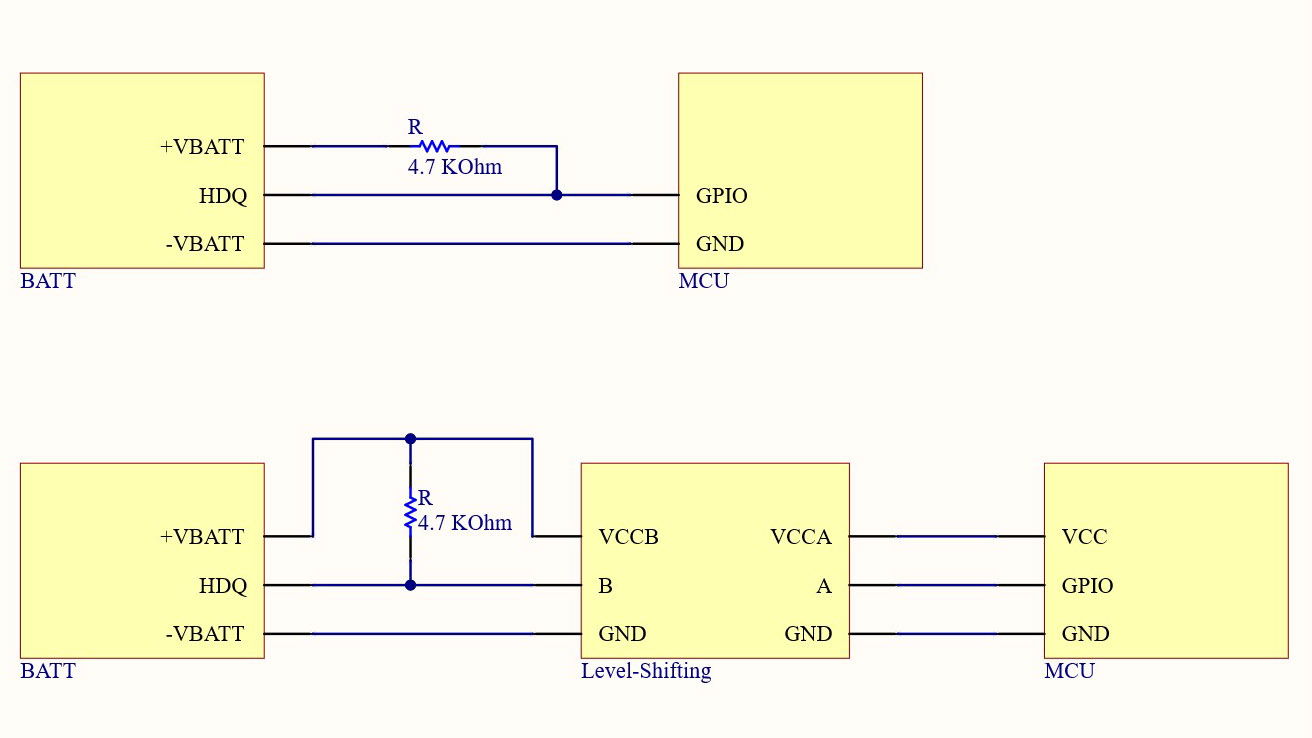 R
+VBATT
4.7 KOhm
HDQ
GPIO
-VBATT
GND
BATT
MCU
R
4.7 KOhm
+VBATT
VCCB
VCCA
VCC
HDQ
B
A
GPIO
-VBATT
GND
GND
GND
BATT
Level-Shifting
MCU